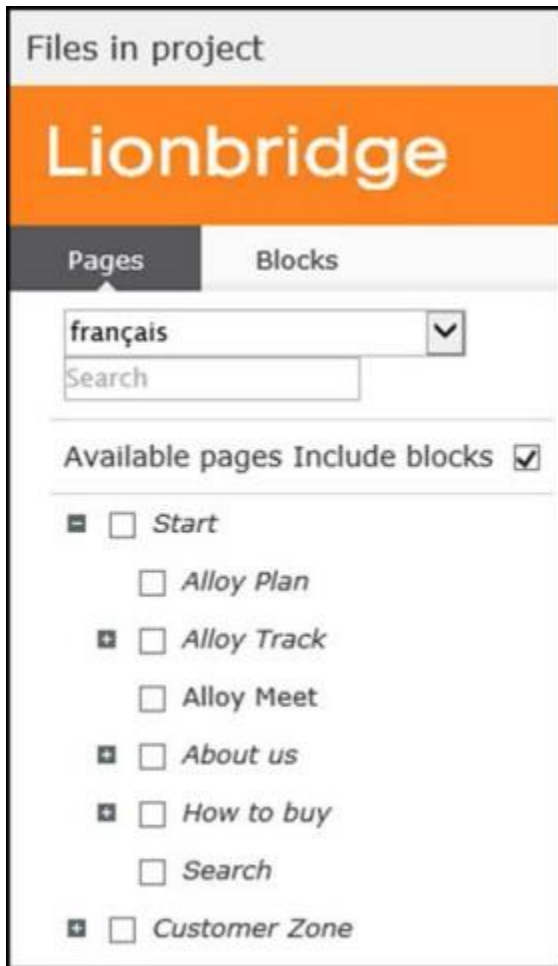 Files in project
Lionbridge
Pages Blocks
français
Search
Available pages Include blocks
Start
Alloy Plan
Alloy Track
Alloy Meet
About us
How to buy
Search
Customer Zone